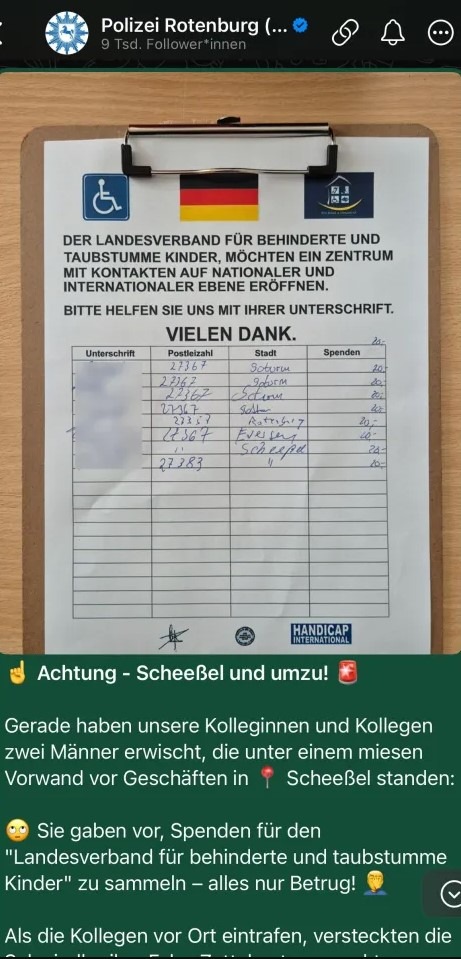 Polizei Rotenburg (...
9 Tsd. Follower*innen
DER LANDESVERBAND FÜR BEHINDERTE UND
TAUBSTUMME KINDER, MÖCHTEN EIN ZENTRUM
MIT KONTAKTEN AUF NATIONALER UND
INTERNATIONALER EBENE ERÖFFNEN.
BITTE HELFEN SIE UNS MIT IHRER UNTERSCHRIFT.
VIELEN DANK.
20,-
Unterschrift Postleizahl Stadt Spenden
27367 20,-
27367 20,-
27367 20,-
27367 20,-
27367 Rotenburg 20,-
27367 20,-
" Scheeßel 20,-
27383 " 20,-
HANDICAP
INTERNATIONAL
☝️ Achtung - Scheeßel und umzu! 🚨
Gerade haben unsere Kolleginnen und Kollegen
zwei Männer erwischt, die unter einem miesen
Vorwand vor Geschäften in 📍 Scheeßel standen:
🙄 Sie gaben vor, Spenden für den
"Landesverband für behinderte und taubstumme
Kinder" zu sammeln – alles nur Betrug! 🤦‍♂️
Als die Kollegen vor Ort eintrafen, versteckten die